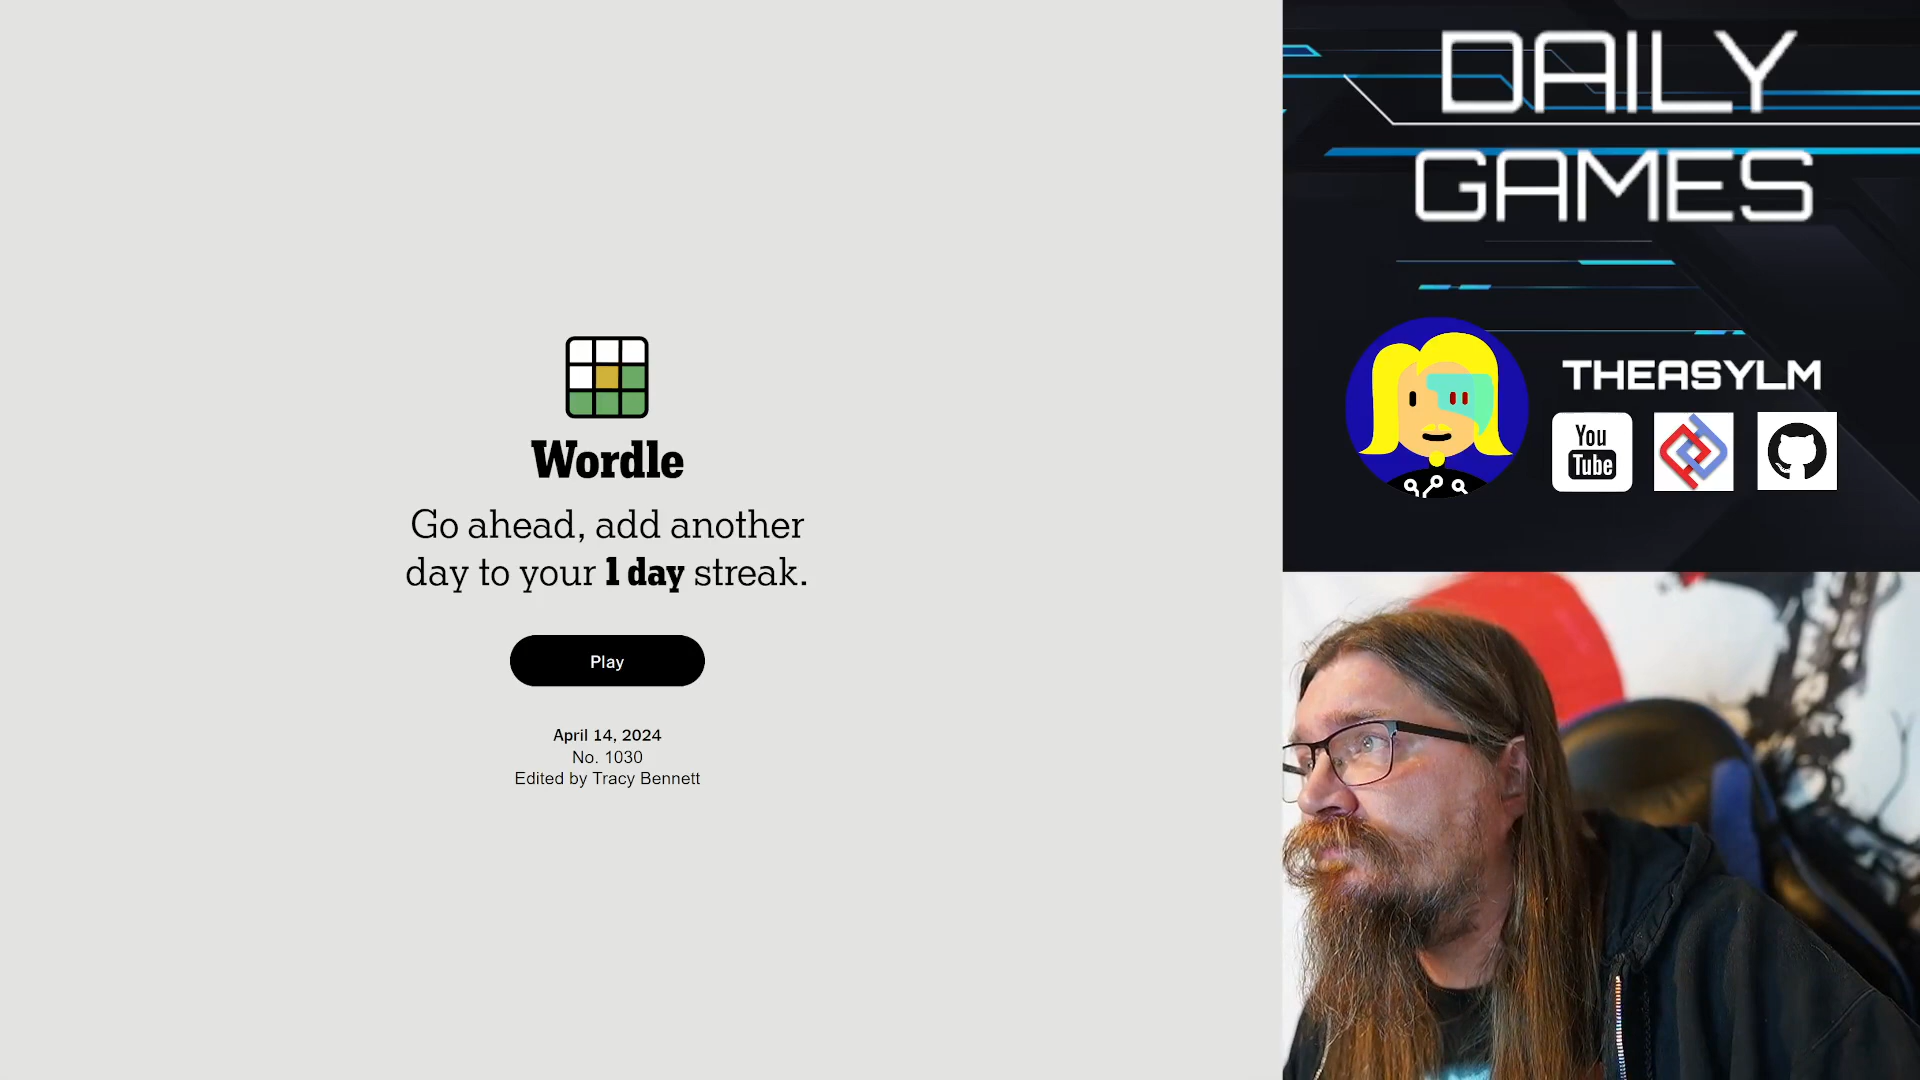 Wordle
Go ahead, add another
day to your 1 day streak.
Play
April 14, 2024
No. 1030
Edited by Tracy Bennett
DAILY
GAMES
THEASYLM
You
Tube